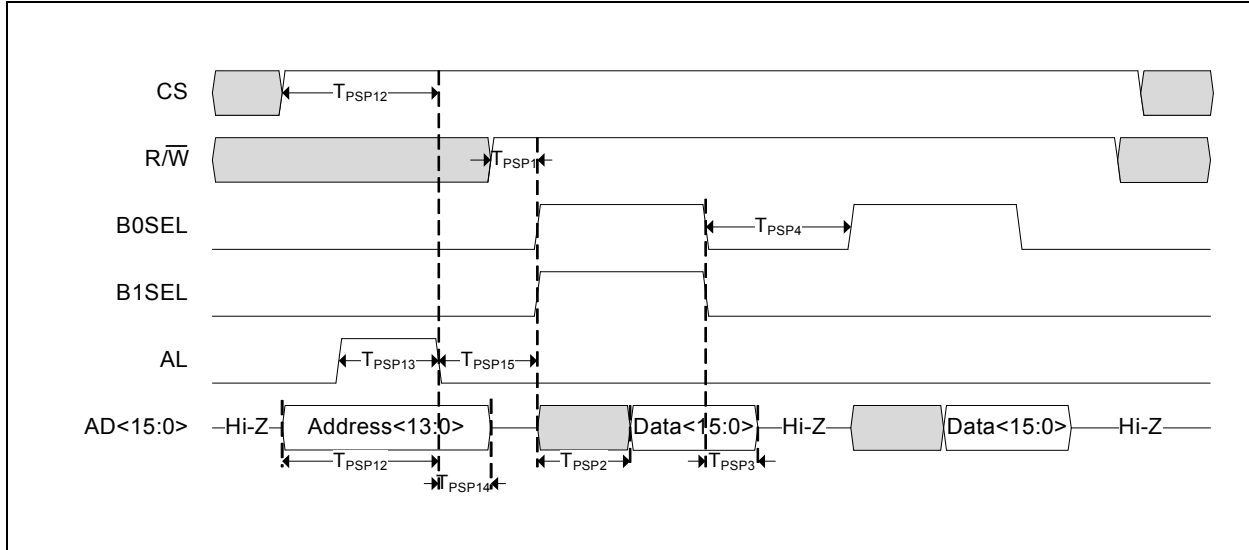 CS
TPSP12
R/W̅
TPSP1
B0SEL
TPSP4
B1SEL
AL
TPSP13
TPSP15
AD<15:0>
Hi-Z
Address<13:0>
Data<15:0>
Hi-Z
Data<15:0>
Hi-Z
TPSP12
TPSP2
TPSP3
TPSP14